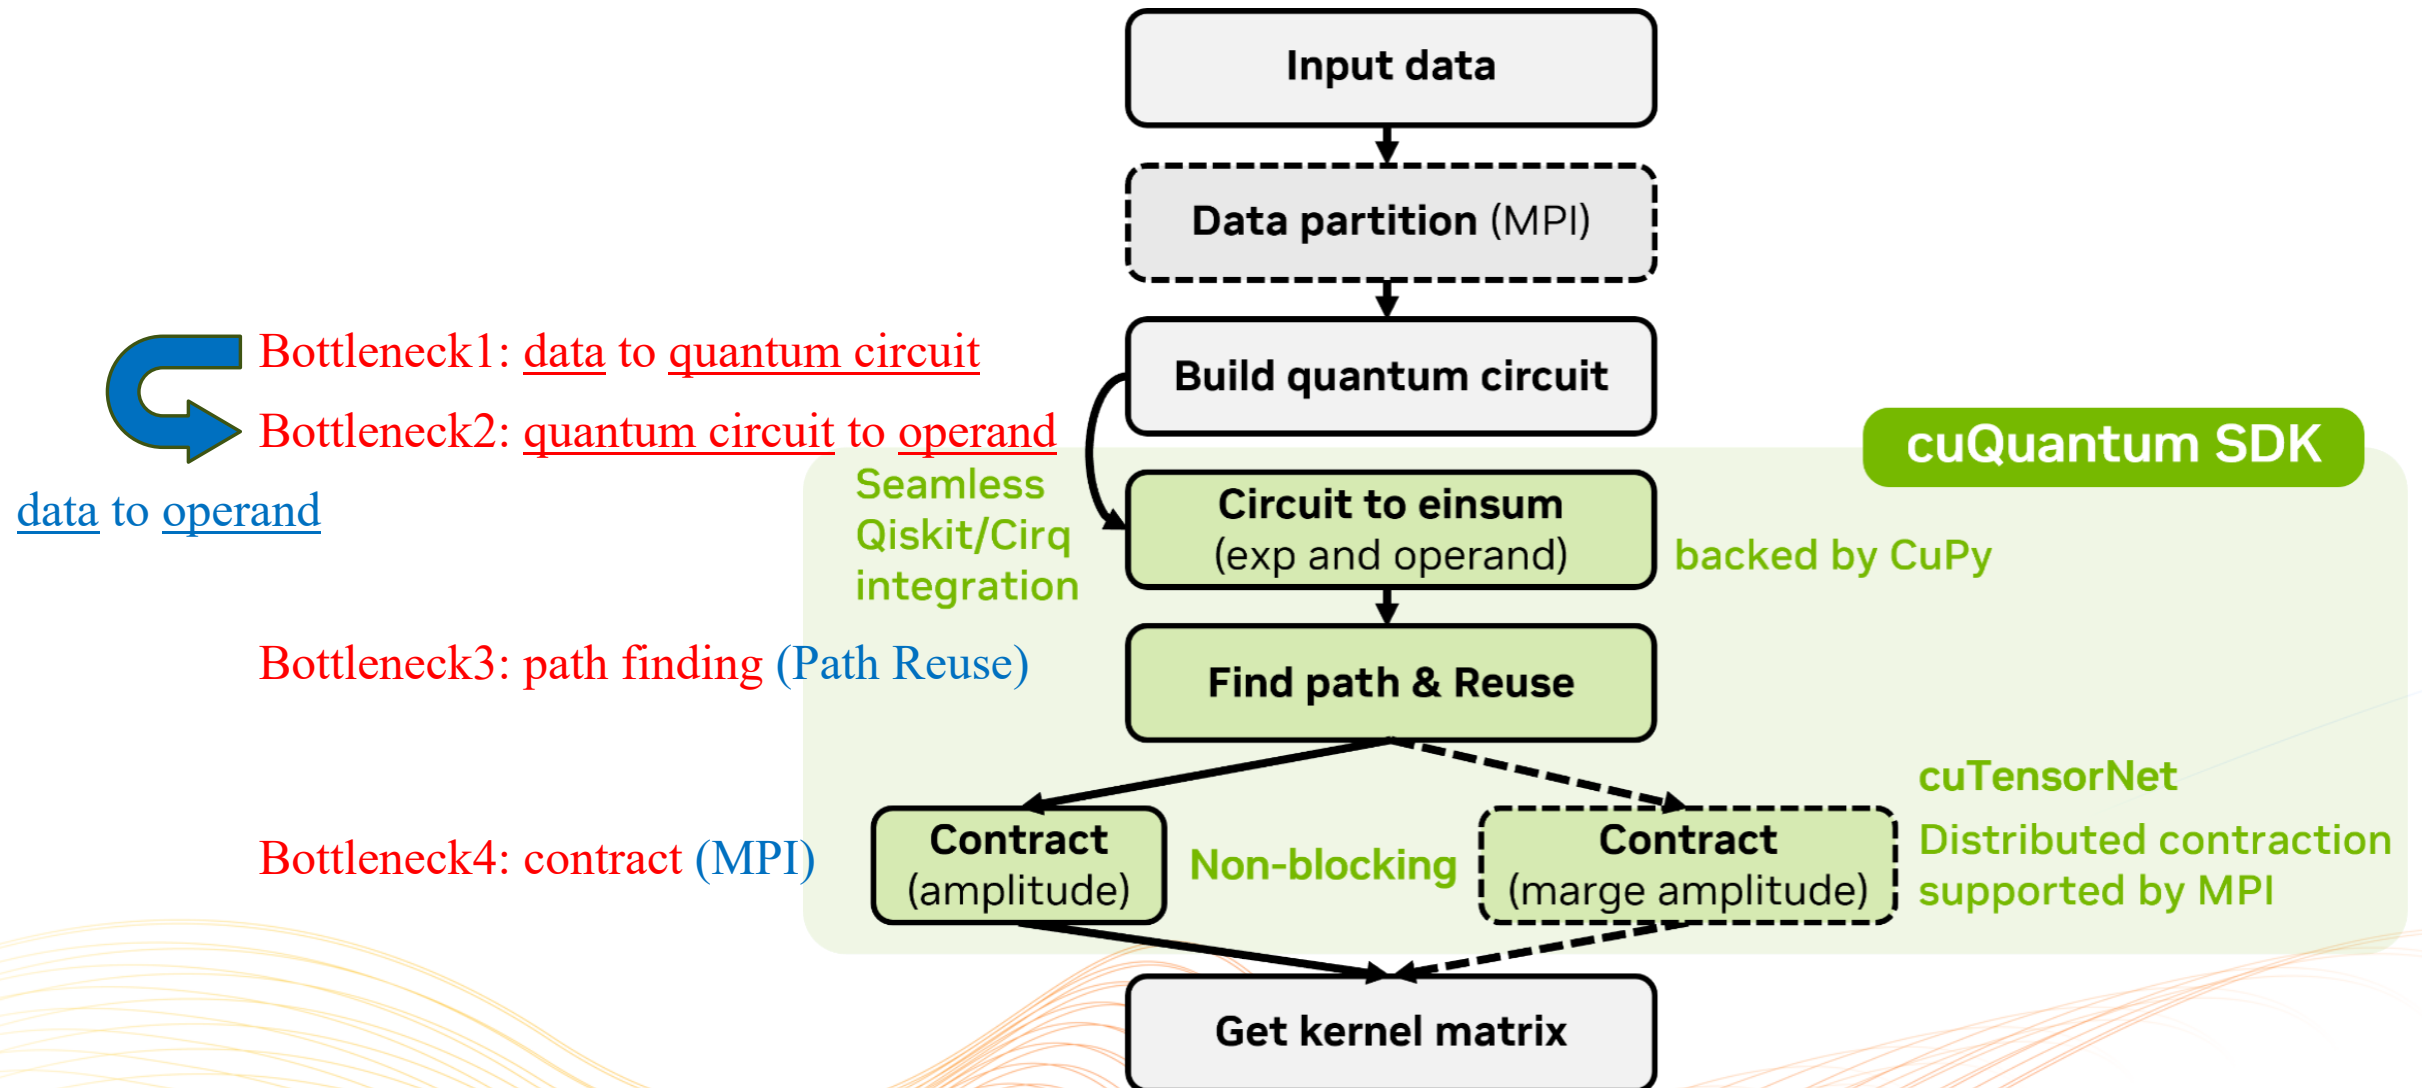 Input data
Data partition (MPI)
Bottleneck1: data to quantum circuit
Build quantum circuit
Bottleneck2: quantum circuit to operand
cuQuantum SDK
data to operand
Seamless
Qiskit/Cirq
integration
Circuit to einsum
(exp and operand)
backed by CuPy
Bottleneck3: path finding (Path Reuse)
Find path & Reuse
Bottleneck4: contract (MPI)
Contract
(amplitude)
Non-blocking
Contract
(marge amplitude)
cuTensorNet
Distributed contraction
supported by MPI
Get kernel matrix